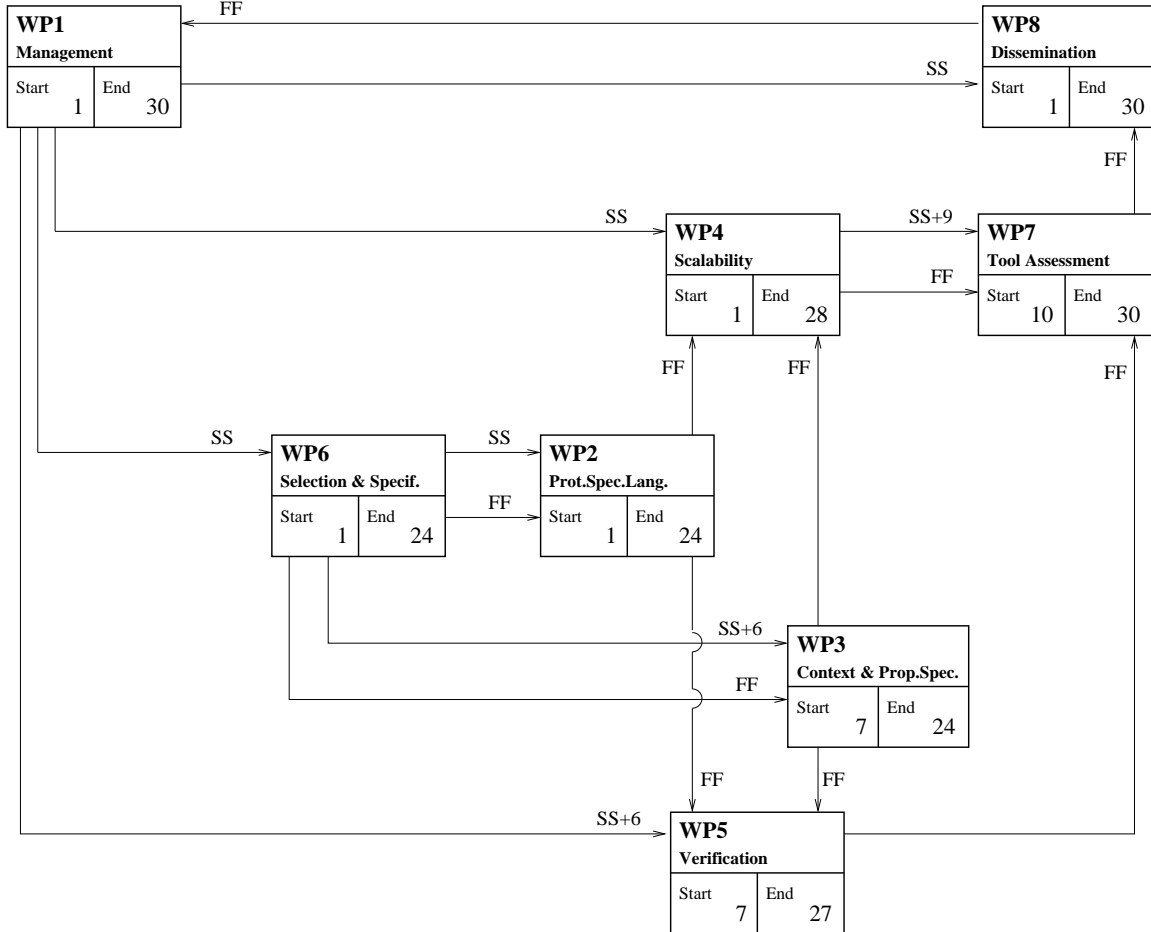 FF
WP1
Management
Start
1
End
30
WP8
Dissemination
Start
1
End
30
SS
FF
SS
WP4
Scalability
Start
1
End
28
SS+9
FF
WP7
Tool Assessment
Start
10
End
30
FF
FF
FF
SS
WP6
Selection & Specif.
Start
1
End
24
SS
FF
WP2
Prot.Spec.Lang.
Start
1
End
24
SS+6
FF
WP3
Context & Prop.Spec.
Start
7
End
24
FF
FF
SS+6
WP5
Verification
Start
7
End
27